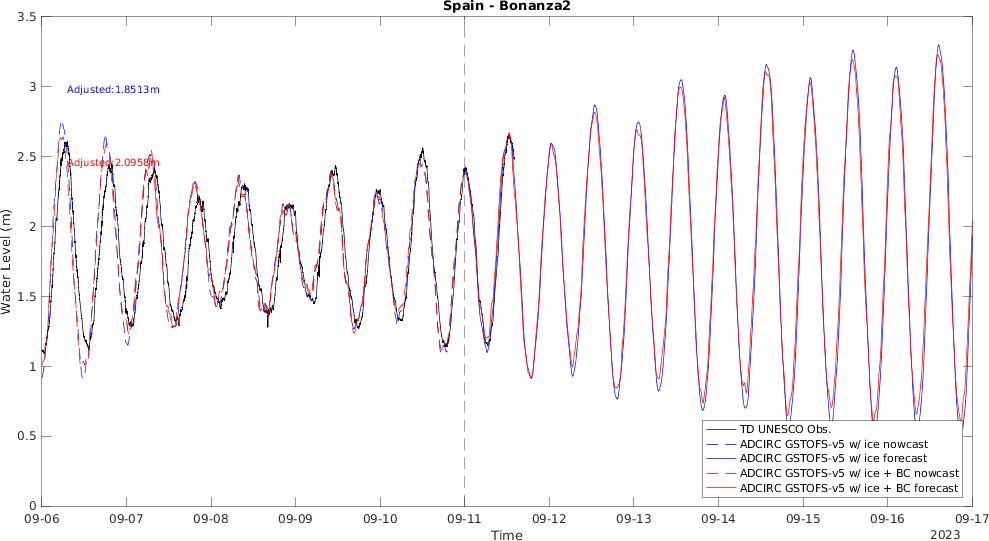 Spain - Bonanza2
3.5
3
2.5
2
1.5
1
0.5
0
Water Level (m)
Adjusted:1.8513m
Adjusted:2.0958m
TD UNESCO Obs.
ADCIRC GSTOFS-v5 w/ ice nowcast
ADCIRC GSTOFS-v5 w/ ice forecast
ADCIRC GSTOFS-v5 w/ ice + BC nowcast
ADCIRC GSTOFS-v5 w/ ice + BC forecast
09-06 09-07 09-08 09-09 09-10 09-11 09-12 09-13 09-14 09-15 09-16 09-17
Time
2023